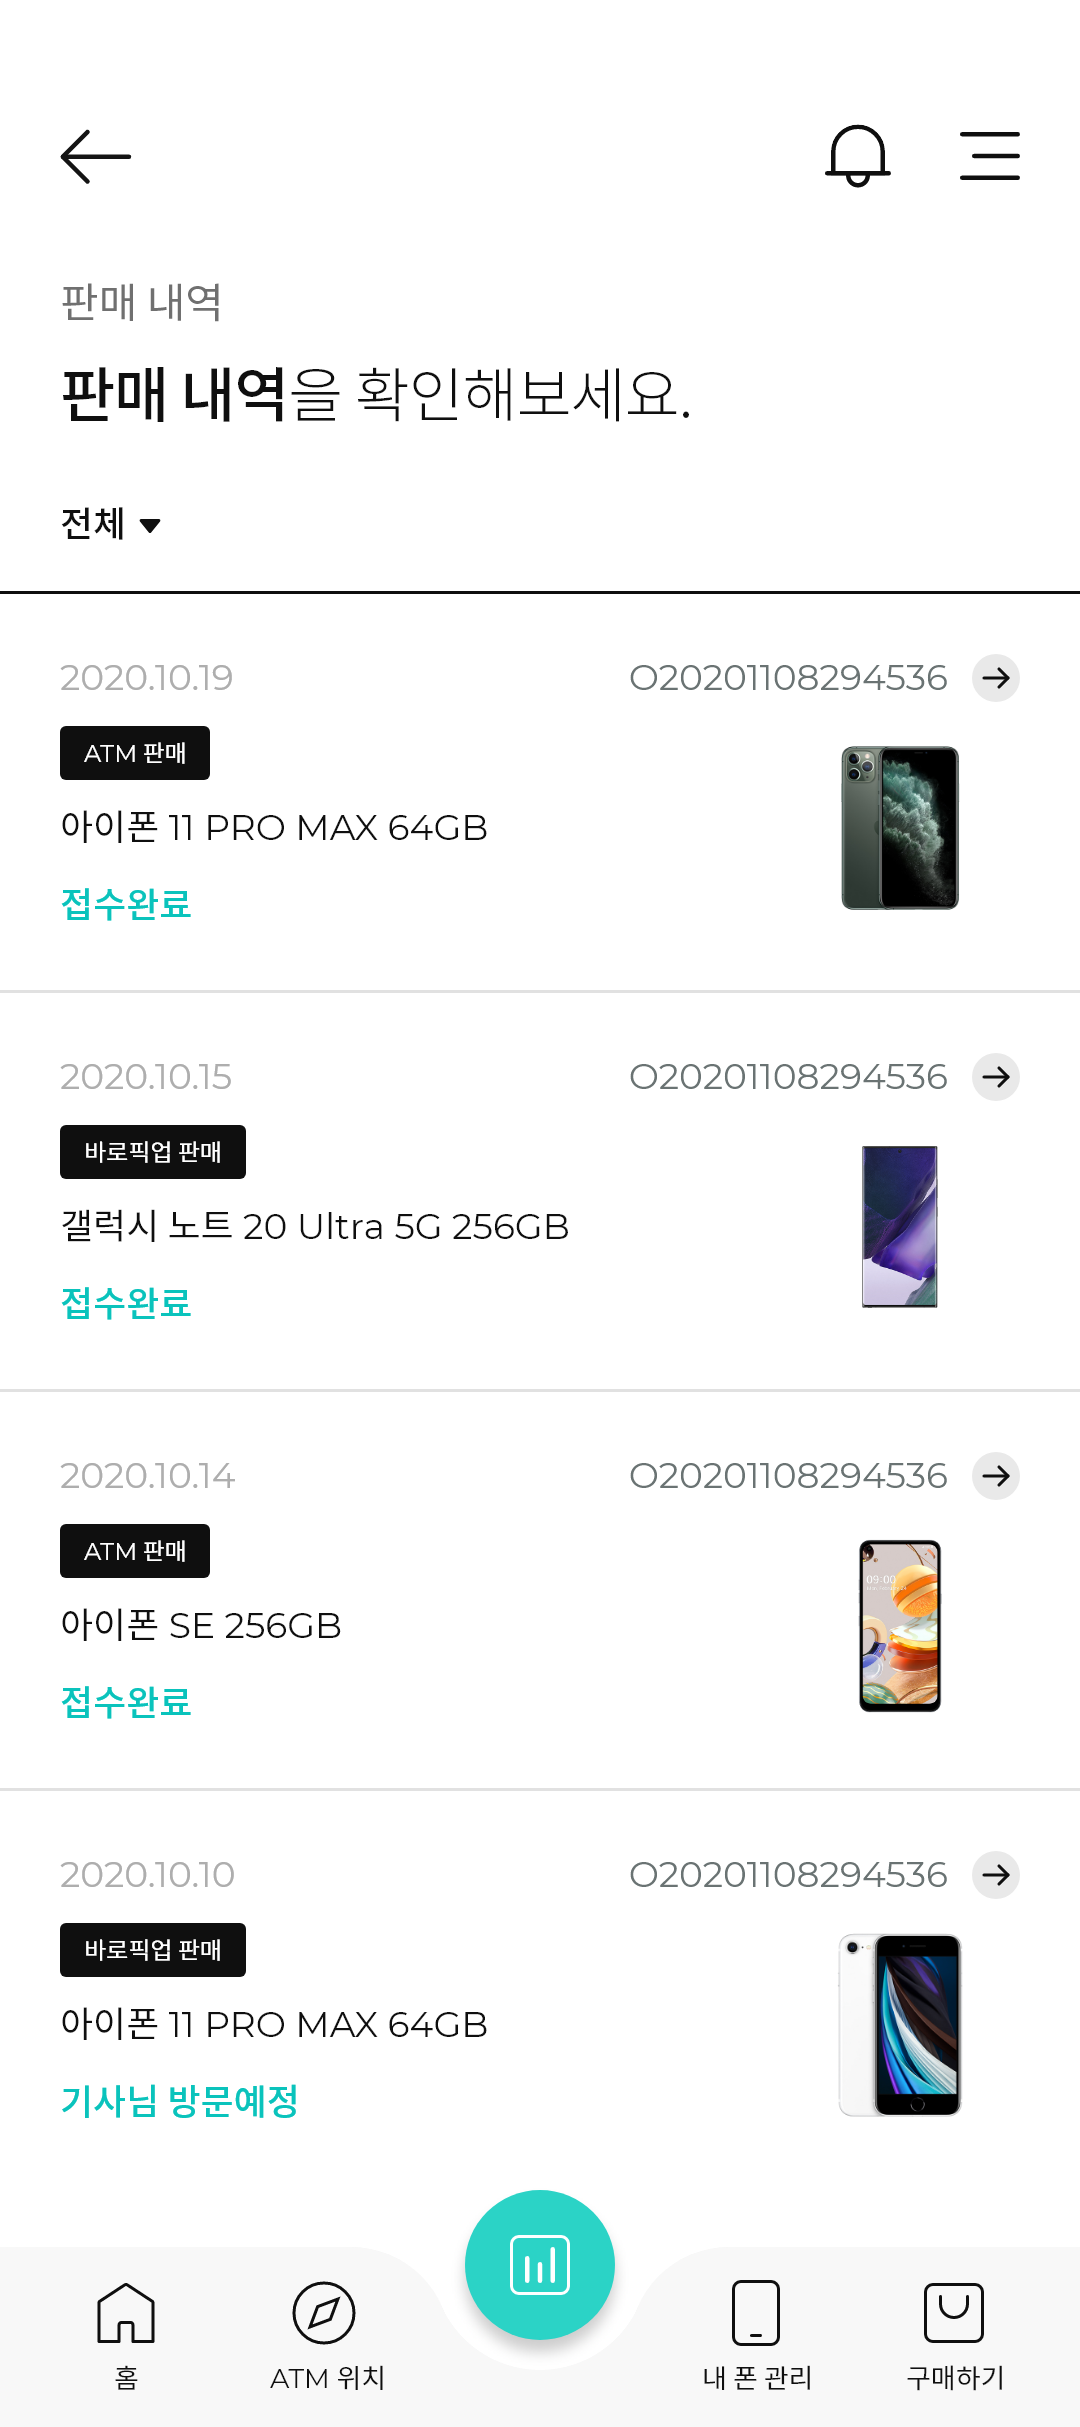 판매 내역
판매 내역을 확인해보세요.
전체
2020.10.19 O20201108294536
ATM 판매
아이폰 11 PRO MAX 64GB
접수완료
2020.10.15 O20201108294536
바로픽업 판매
갤럭시 노트 20 Ultra 5G 256GB
접수완료
2020.10.14 O20201108294536
ATM 판매
09:00
아이폰 SE 256GB
접수완료
2020.10.10 O20201108294536
바로픽업 판매
아이폰 11 PRO MAX 64GB
기사님 방문예정
홈 ATM 위치 내 폰 관리 구매하기